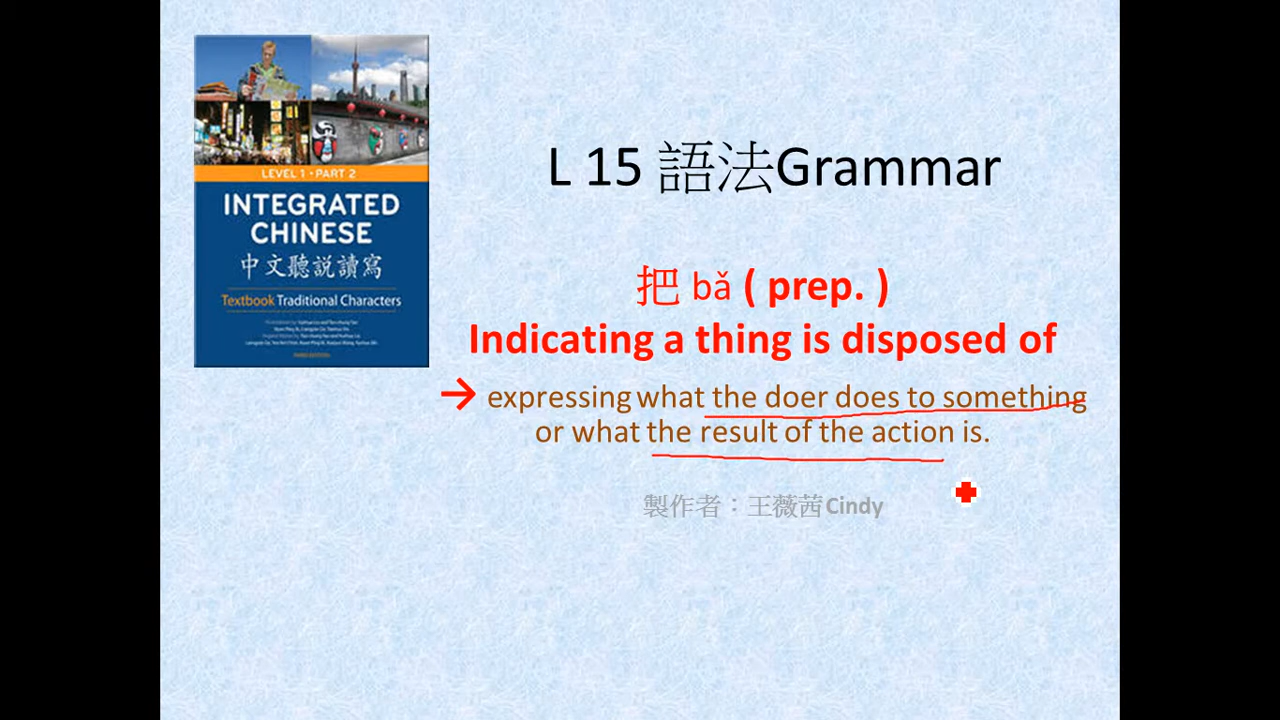 LEVEL 1 • PART 2
INTEGRATED
CHINESE
中文聽說讀寫
Textbook Traditional Characters
THIRD EDITION
L 15 語法Grammar
把 bǎ ( prep. )
Indicating a thing is disposed of
→ expressing what the doer does to something
or what the result of the action is.
製作者：王薇茜Cindy